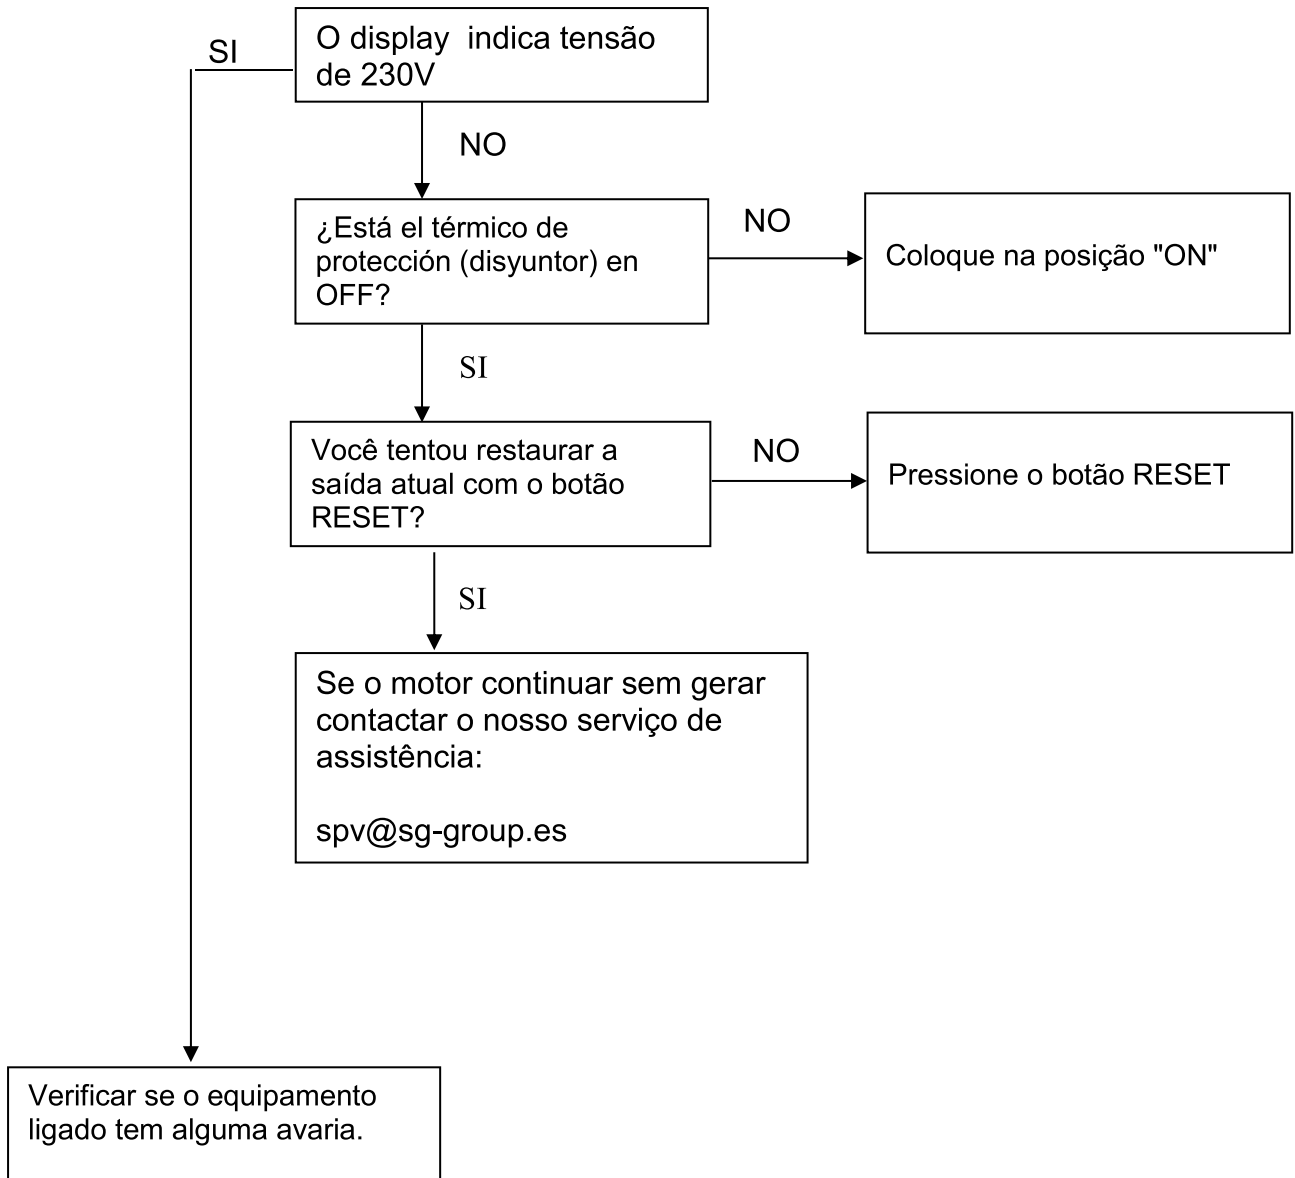 SI
O display  indica tensão
de 230V
NO
¿Está el térmico de
protección (disyuntor) en
OFF?
NO
Coloque na posição "ON"
SI
Você tentou restaurar a
saída atual com o botão
RESET?
NO
Pressione o botão RESET
SI
Se o motor continuar sem gerar
contactar o nosso serviço de
assistência:
spv@sg-group.es
Verificar se o equipamento
ligado tem alguma avaria.